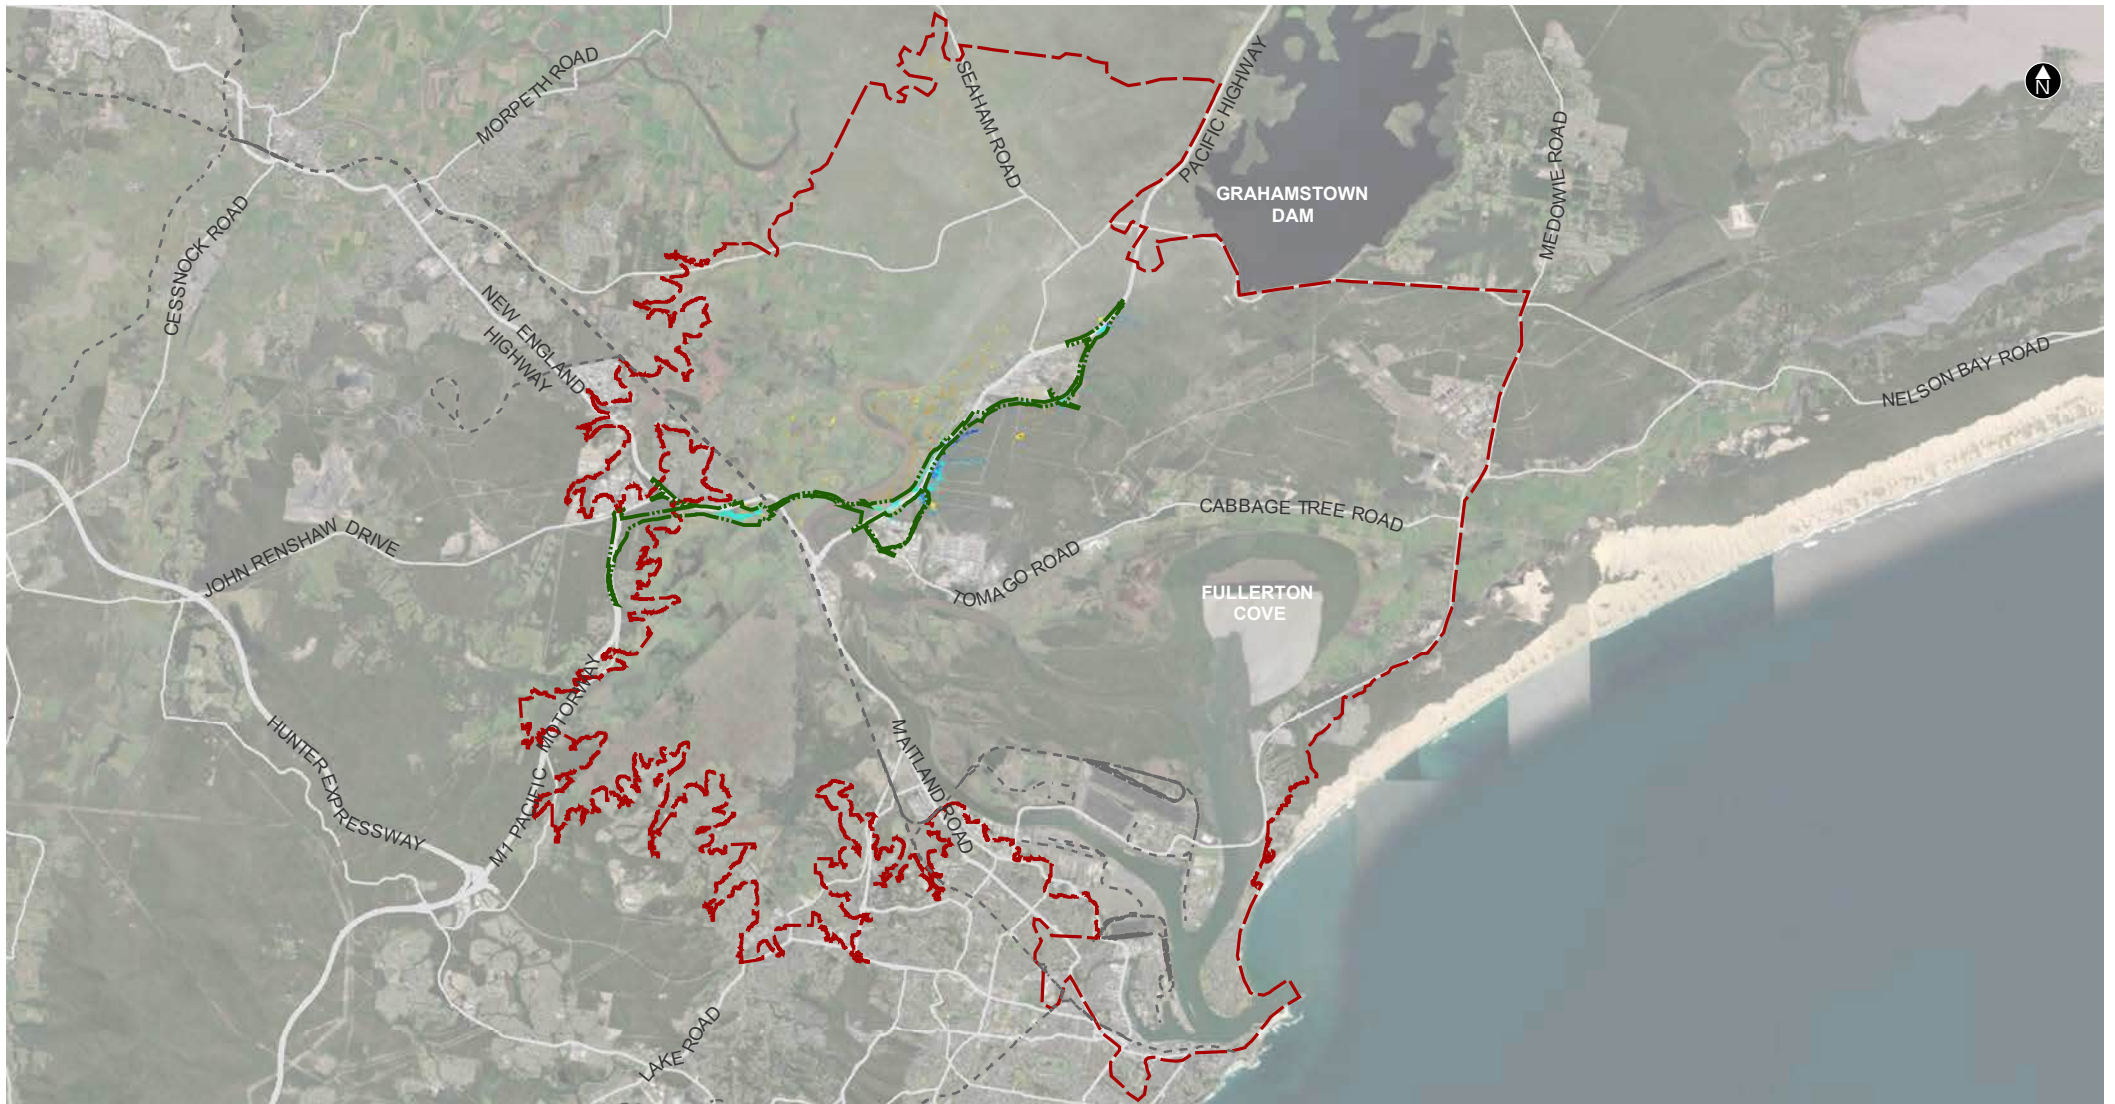 MORPETH ROAD
SEAHAM ROAD
PACIFIC HIGHWAY
N
GRAHAMSTOWN
DAM
MEDOWIE ROAD
CESSNOCK ROAD
NEW ENGLAND
HIGHWAY
NELSON BAY ROAD
JOHN RENSHAW DRIVE
CABBAGE TREE ROAD
TOMAGO ROAD
FULLERTON
COVE
HUNTER EXPRESSWAY
M1 PACIFIC MOTORWAY
MAITLAND ROAD
LAKE ROAD